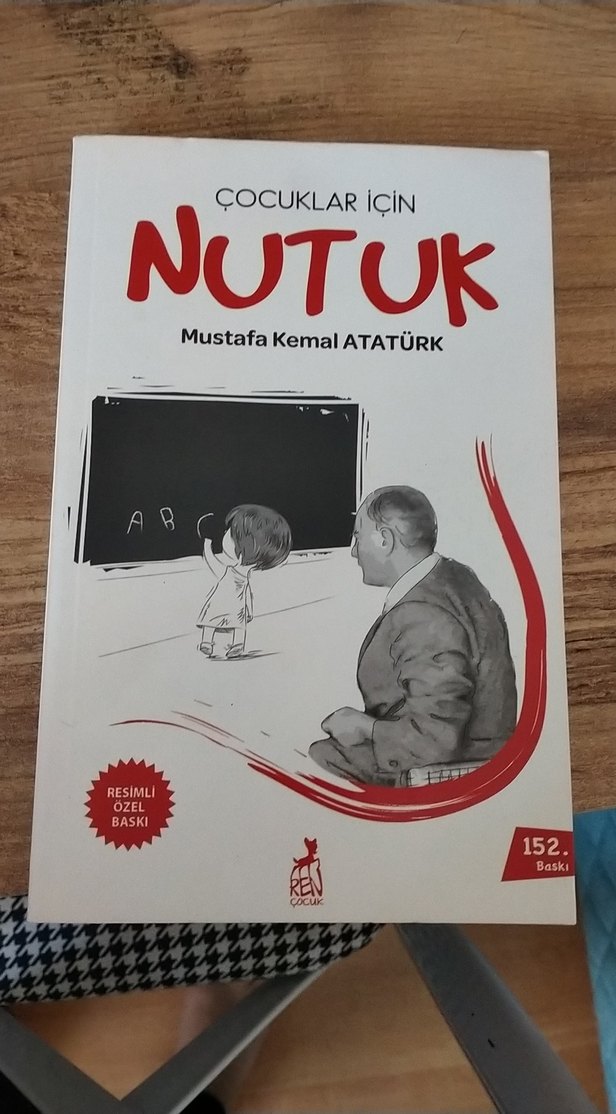 ÇOCUKLAR İÇİN
NUTUK
Mustafa Kemal ATATÜRK
A B C
RESİMLİ
ÖZEL
BASKI
REN
ÇOCUK
152.
Baskı